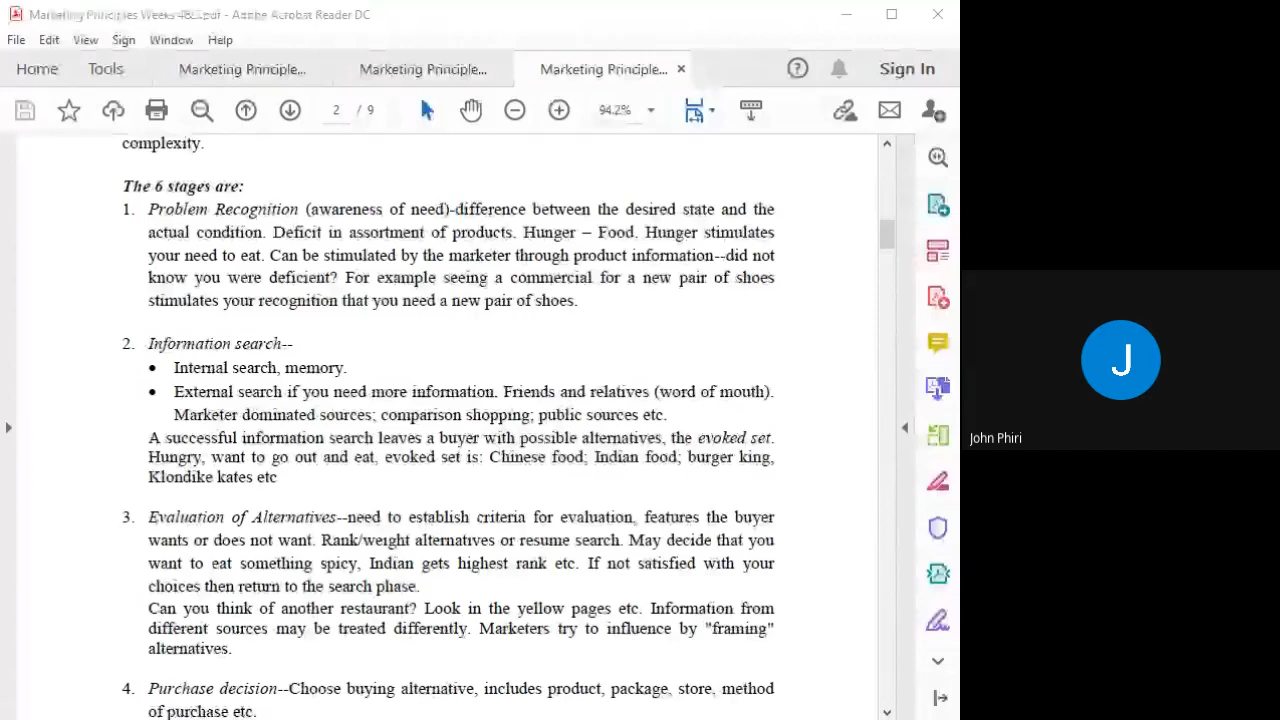 Marketing Principles Weeks 4&5.pdf - Adobe Acrobat Reader DC
File Edit View Sign Window Help
Home Tools Marketing Principle... Marketing Principle... Marketing Principle... × Sign In
2 / 9 94.2%
complexity.
The 6 stages are:
1. Problem Recognition (awareness of need)-difference between the desired state and the
actual condition. Deficit in assortment of products. Hunger – Food. Hunger stimulates
your need to eat. Can be stimulated by the marketer through product information--did not
know you were deficient? For example seeing a commercial for a new pair of shoes
stimulates your recognition that you need a new pair of shoes.
2. Information search--
• Internal search, memory.
• External search if you need more information. Friends and relatives (word of mouth).
Marketer dominated sources; comparison shopping; public sources etc.
A successful information search leaves a buyer with possible alternatives, the evoked set.
Hungry, want to go out and eat, evoked set is: Chinese food; Indian food; burger king,
Klondike kates etc
3. Evaluation of Alternatives--need to establish criteria for evaluation, features the buyer
wants or does not want. Rank/weight alternatives or resume search. May decide that you
want to eat something spicy, Indian gets highest rank etc. If not satisfied with your
choices then return to the search phase.
Can you think of another restaurant? Look in the yellow pages etc. Information from
different sources may be treated differently. Marketers try to influence by "framing"
alternatives.
4. Purchase decision--Choose buying alternative, includes product, package, store, method
of purchase etc.
J
John Phiri